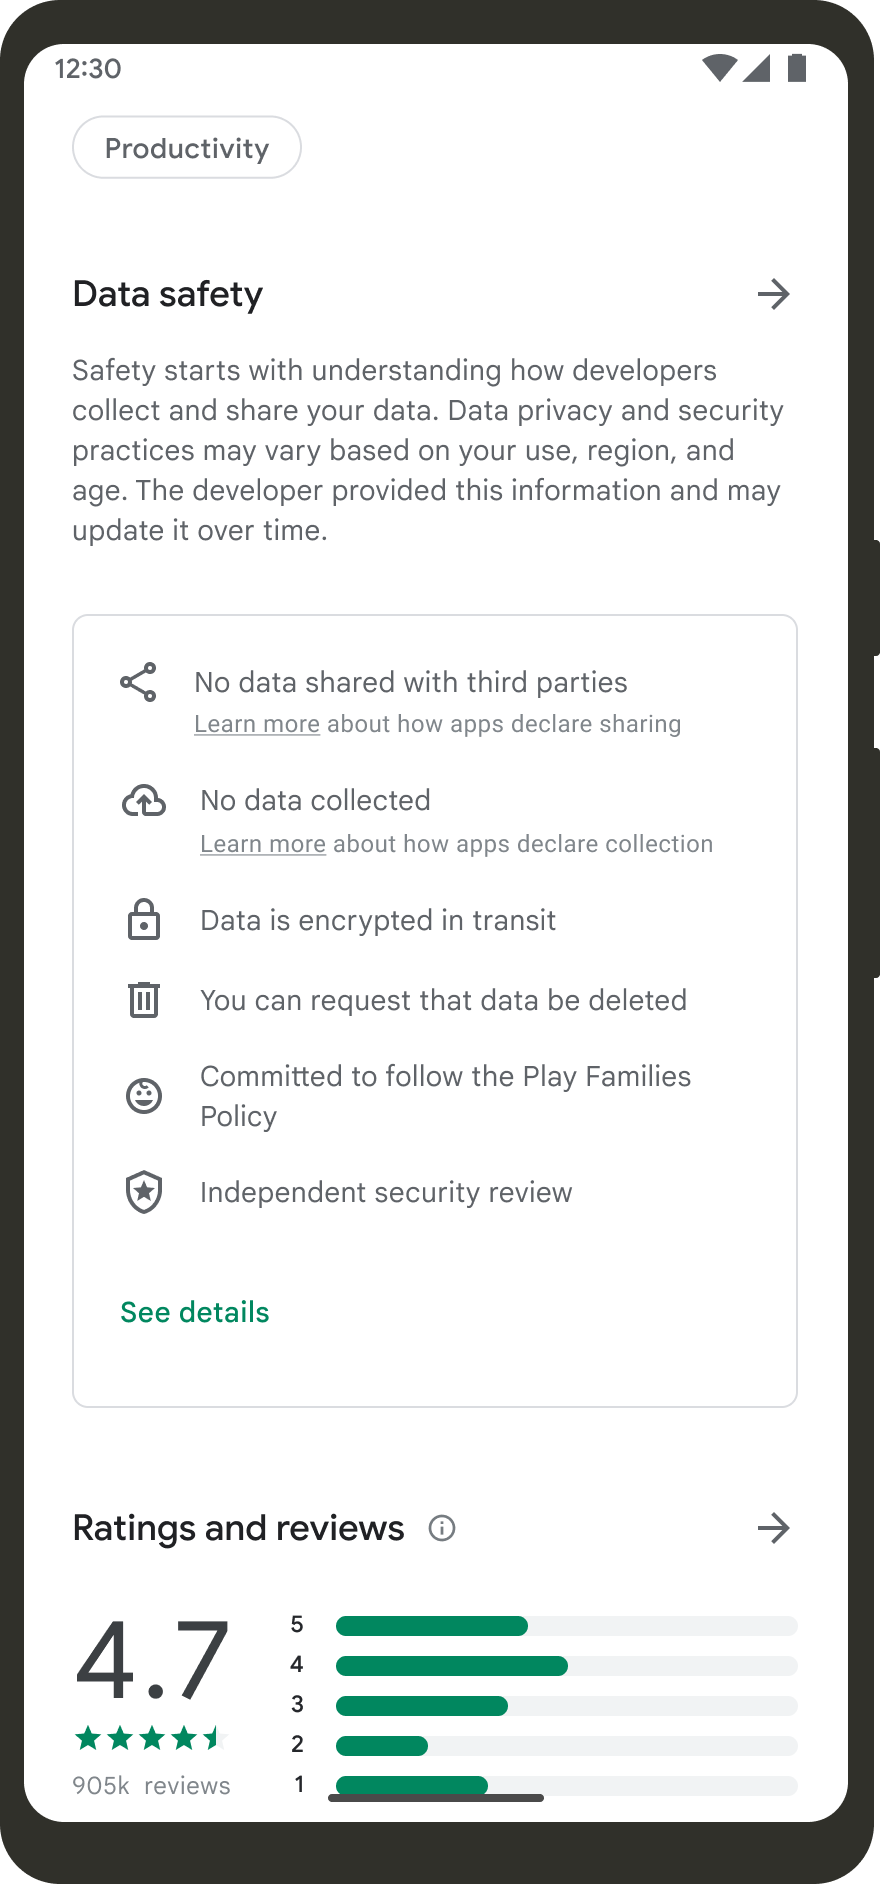 12:30
Productivity
Data safety
Safety starts with understanding how developers
collect and share your data. Data privacy and security
practices may vary based on your use, region, and
age. The developer provided this information and may
update it over time.
No data shared with third parties
Learn more about how apps declare sharing
No data collected
Learn more about how apps declare collection
Data is encrypted in transit
You can request that data be deleted
Committed to follow the Play Families
Policy
Independent security review
See details
Ratings and reviews
4.7
905k reviews
5
4
3
2
1